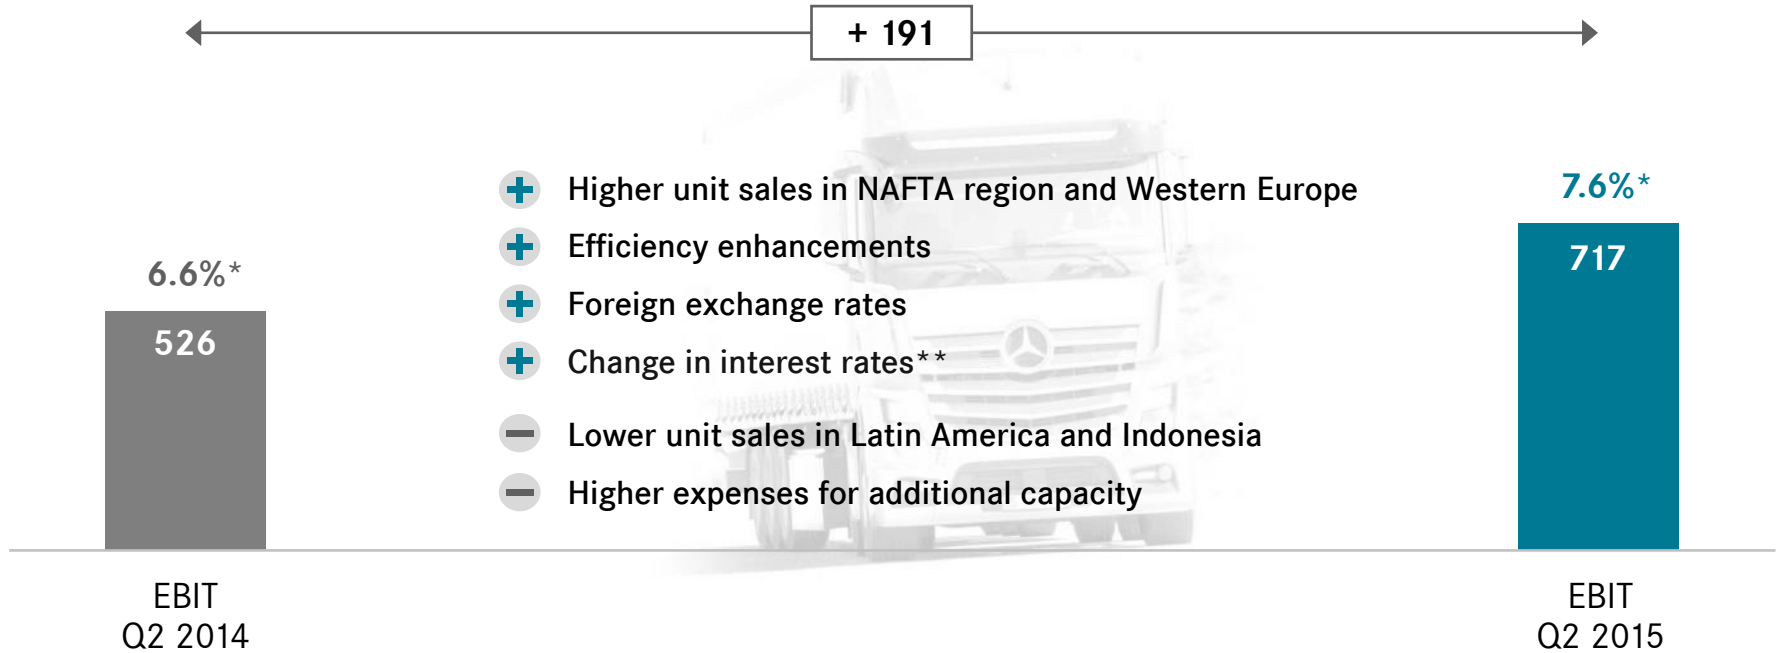 + 191
Higher unit sales in NAFTA region and Western Europe
7.6%*
Efficiency enhancements
717
6.6%*
Foreign exchange rates
526
Change in interest rates**
Lower unit sales in Latin America and Indonesia
Higher expenses for additional capacity
EBIT
Q2 2014
EBIT
Q2 2015